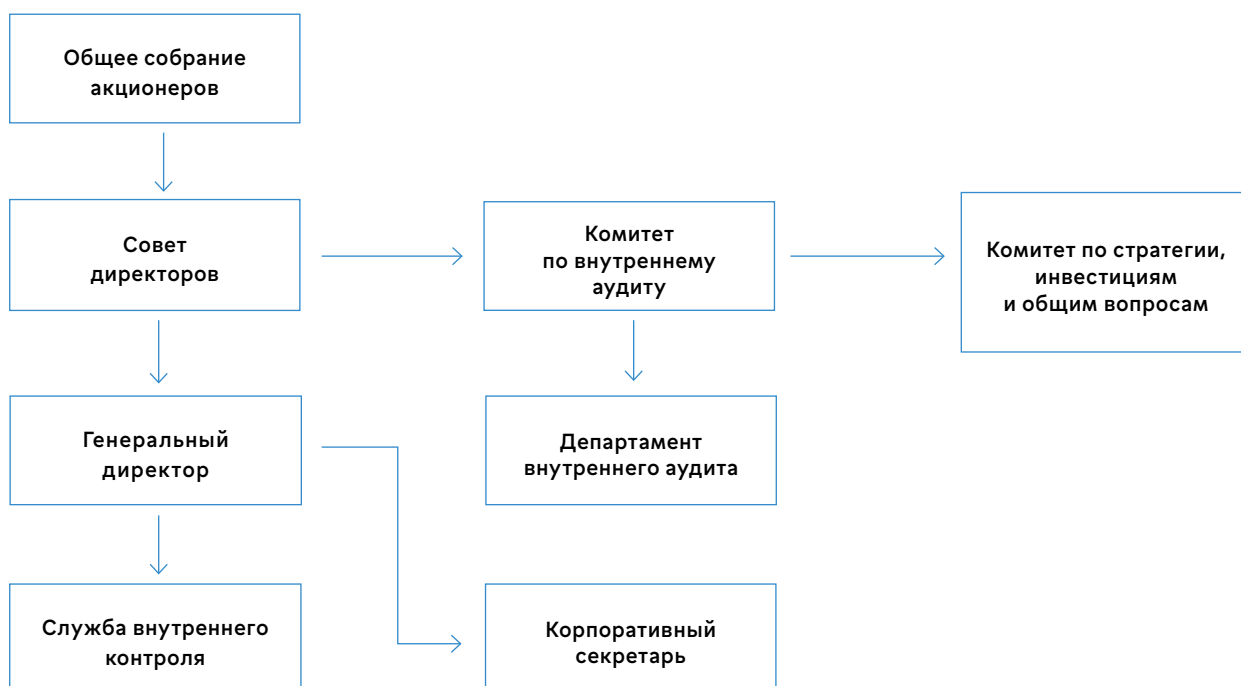 Общее собрание
акционеров
Совет
директоров
Комитет
по внутреннему
аудиту
Комитет по стратегии,
инвестициям
и общим вопросам
Генеральный
директор
Департамент
внутреннего аудита
Служба внутреннего
контроля
Корпоративный
секретарь